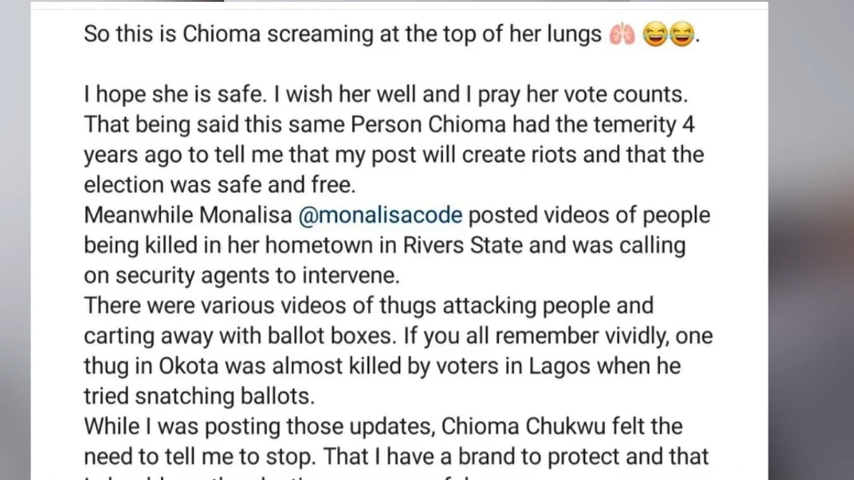 So this is Chioma screaming at the top of her lungs 🫁 😂😂.
I hope she is safe. I wish her well and I pray her vote counts.
That being said this same Person Chioma had the temerity 4
years ago to tell me that my post will create riots and that the
election was safe and free.
Meanwhile Monalisa @monalisacode posted videos of people
being killed in her hometown in Rivers State and was calling
on security agents to intervene.
There were various videos of thugs attacking people and
carting away with ballot boxes. If you all remember vividly, one
thug in Okota was almost killed by voters in Lagos when he
tried snatching ballots.
While I was posting those updates, Chioma Chukwu felt the
need to tell me to stop. That I have a brand to protect and that